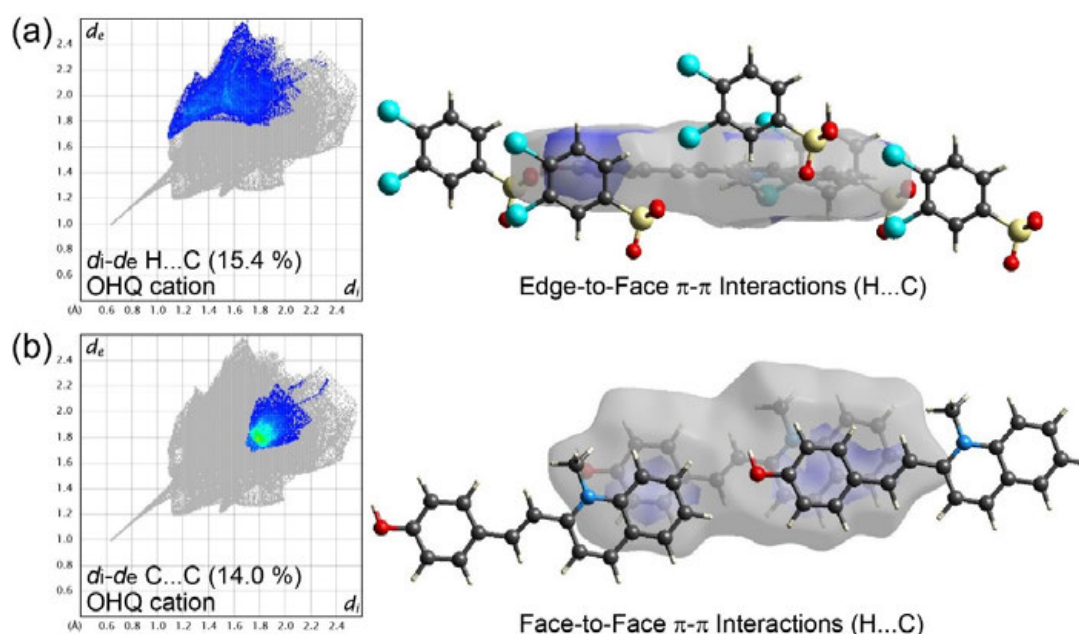 (a)
de
2.4
2.2
2.0
1.8
1.6
1.4
1.2
1.0
0.8
0.6
di-de H...C (15.4 %)
OHQ cation
di
(Å) 0.6 0.8 1.0 1.2 1.4 1.6 1.8 2.0 2.2 2.4
Edge-to-Face π-π Interactions (H...C)
(b)
de
2.4
2.2
2.0
1.8
1.6
1.4
1.2
1.0
0.8
0.6
di-de C...C (14.0 %)
OHQ cation
di
(Å) 0.6 0.8 1.0 1.2 1.4 1.6 1.8 2.0 2.2 2.4
Face-to-Face π-π Interactions (H...C)